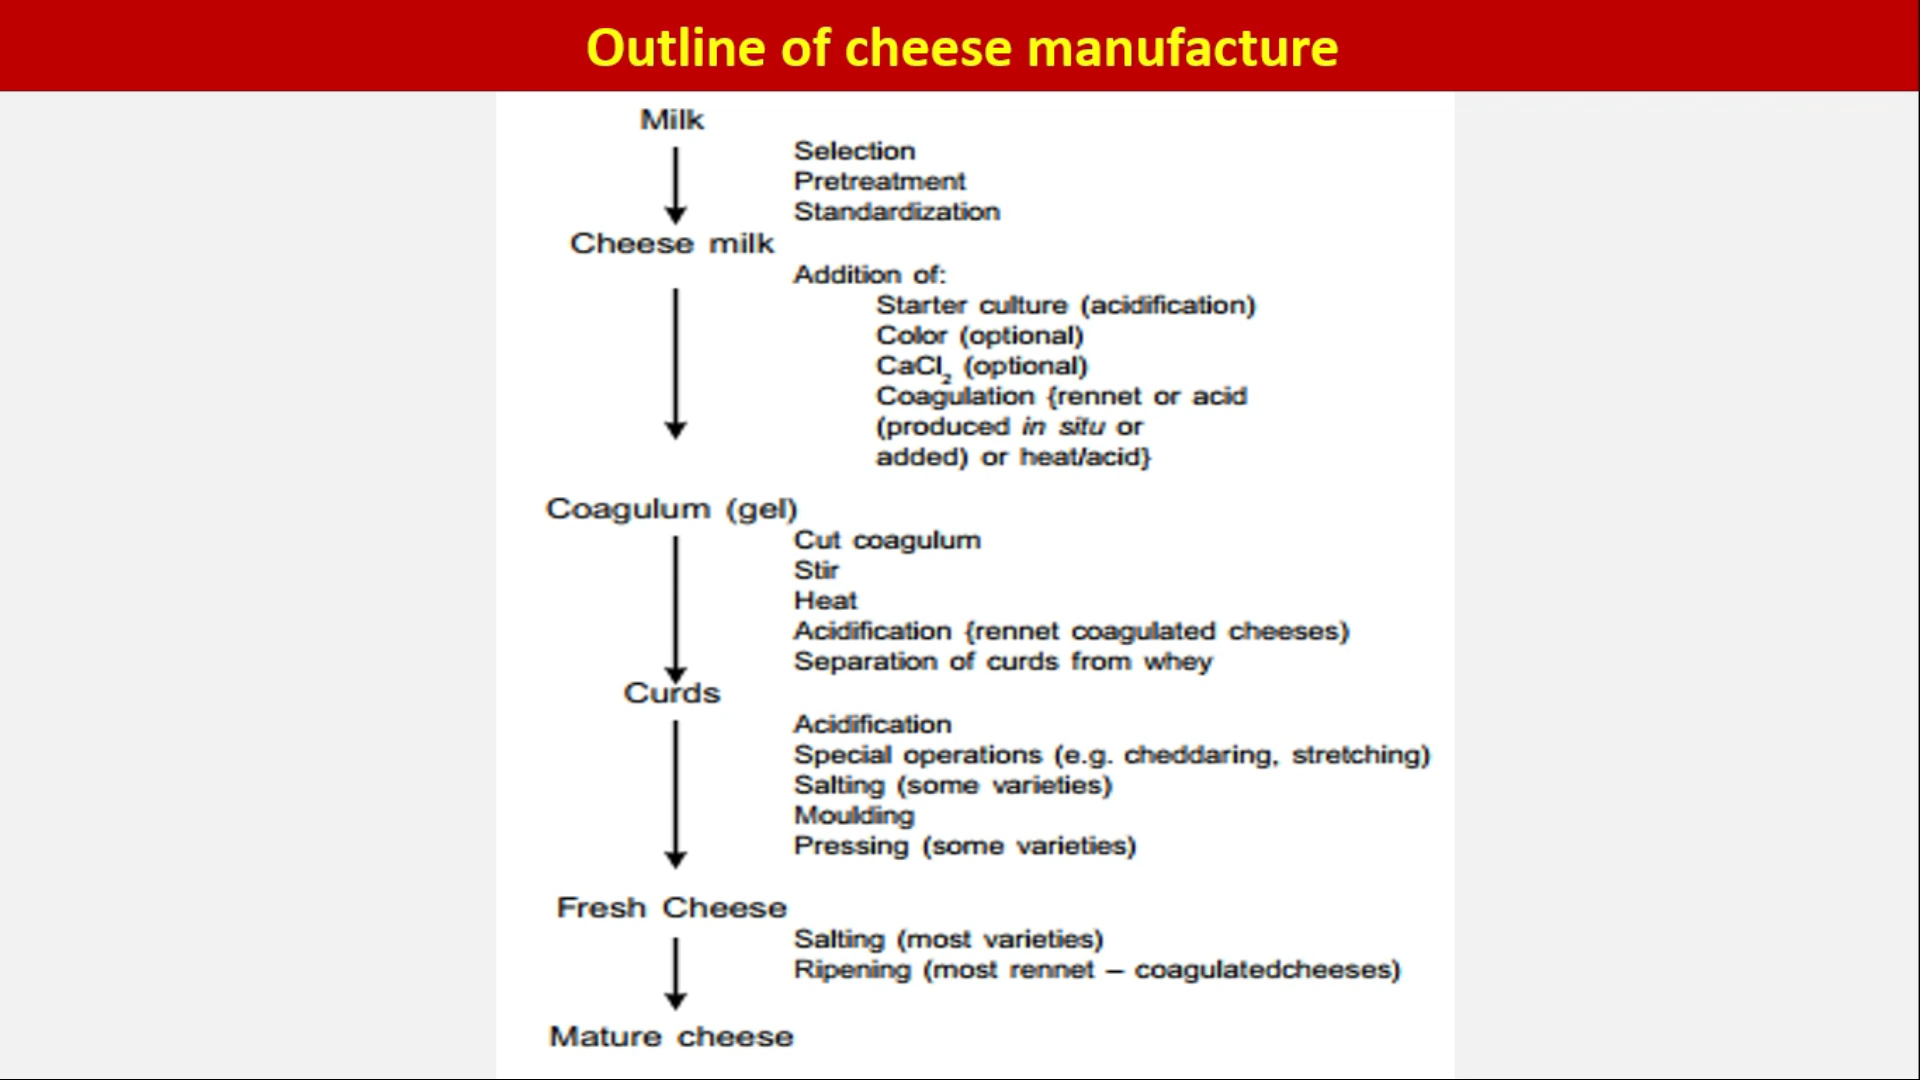 Outline of cheese manufacture
Milk
Selection
Pretreatment
Standardization
Cheese milk
Addition of:
Starter culture (acidification)
Color (optional)
CaCl₂ (optional)
Coagulation {rennet or acid
(produced in situ or
added) or heat/acid}
Coagulum (gel)
Cut coagulum
Stir
Heat
Acidification {rennet coagulated cheeses)
Separation of curds from whey
Curds
Acidification
Special operations (e.g. cheddaring, stretching)
Salting (some varieties)
Moulding
Pressing (some varieties)
Fresh Cheese
Salting (most varieties)
Ripening (most rennet – coagulatedcheeses)
Mature cheese